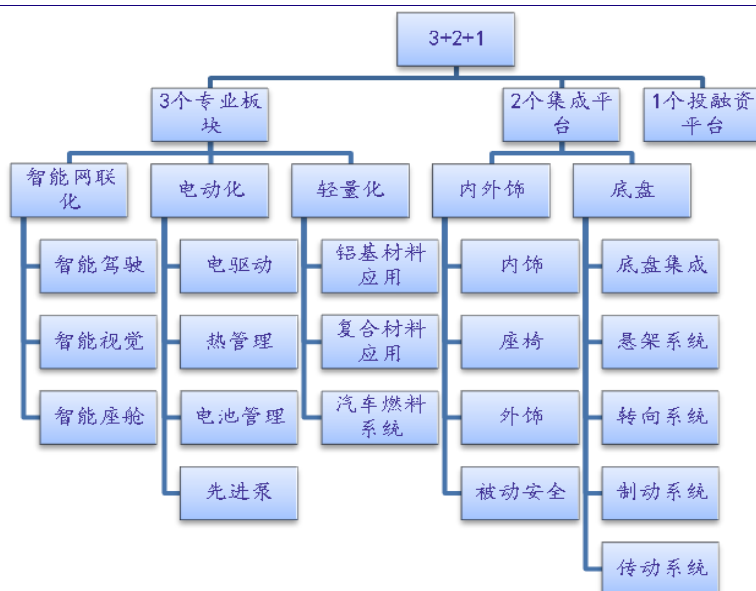 3+2+1
3个专业板
块
2个集成平
台
1个投融资
平台
智能网联
化
电动化
轻量化
内外饰
底盘
智能驾驶
电驱动
铝基材料
应用
内饰
底盘集成
智能视觉
热管理
复合材料
应用
座椅
悬架系统
智能座舱
电池管理
汽车燃料
系统
外饰
转向系统
先进泵
被动安全
制动系统
传动系统